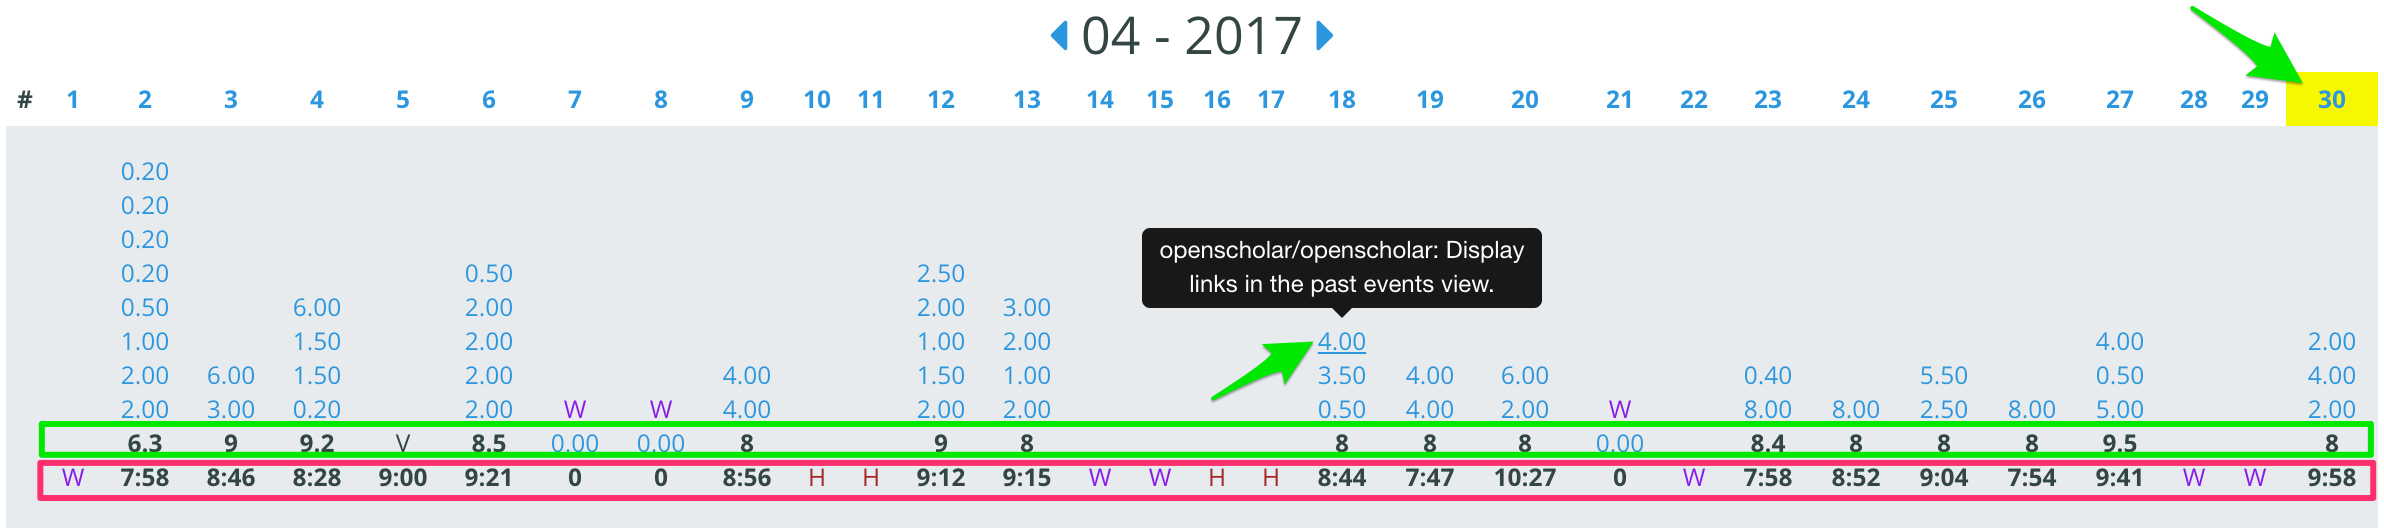 04 - 2017
# 1 2 3 4 5 6 7 8 9 10 11 12 13 14 15 16 17 18 19 20 21 22 23 24 25 26 27 28 29 30
0.20
0.20
0.20
openscholar/openscholar: Display
links in the past events view.
0.20 0.50 2.50
0.50 6.00 2.00 2.00 3.00
1.00 1.50 2.00 1.00 2.00 4.00 4.00 2.00
2.00 6.00 1.50 2.00 4.00 1.50 1.00 3.50 4.00 6.00 0.40 5.50 0.50 4.00
2.00 3.00 0.20 2.00 W W 4.00 2.00 2.00 0.50 4.00 2.00 W 8.00 8.00 2.50 8.00 5.00 2.00
6.3 9 9.2 V 8.5 0.00 0.00 8 9 8 8 8 8 0.00 8.4 8 8 8 9.5 8
W 7:58 8:46 8:28 9:00 9:21 0 0 8:56 H H 9:12 9:15 W W H H 8:44 7:47 10:27 0 W 7:58 8:52 9:04 7:54 9:41 W W 9:58